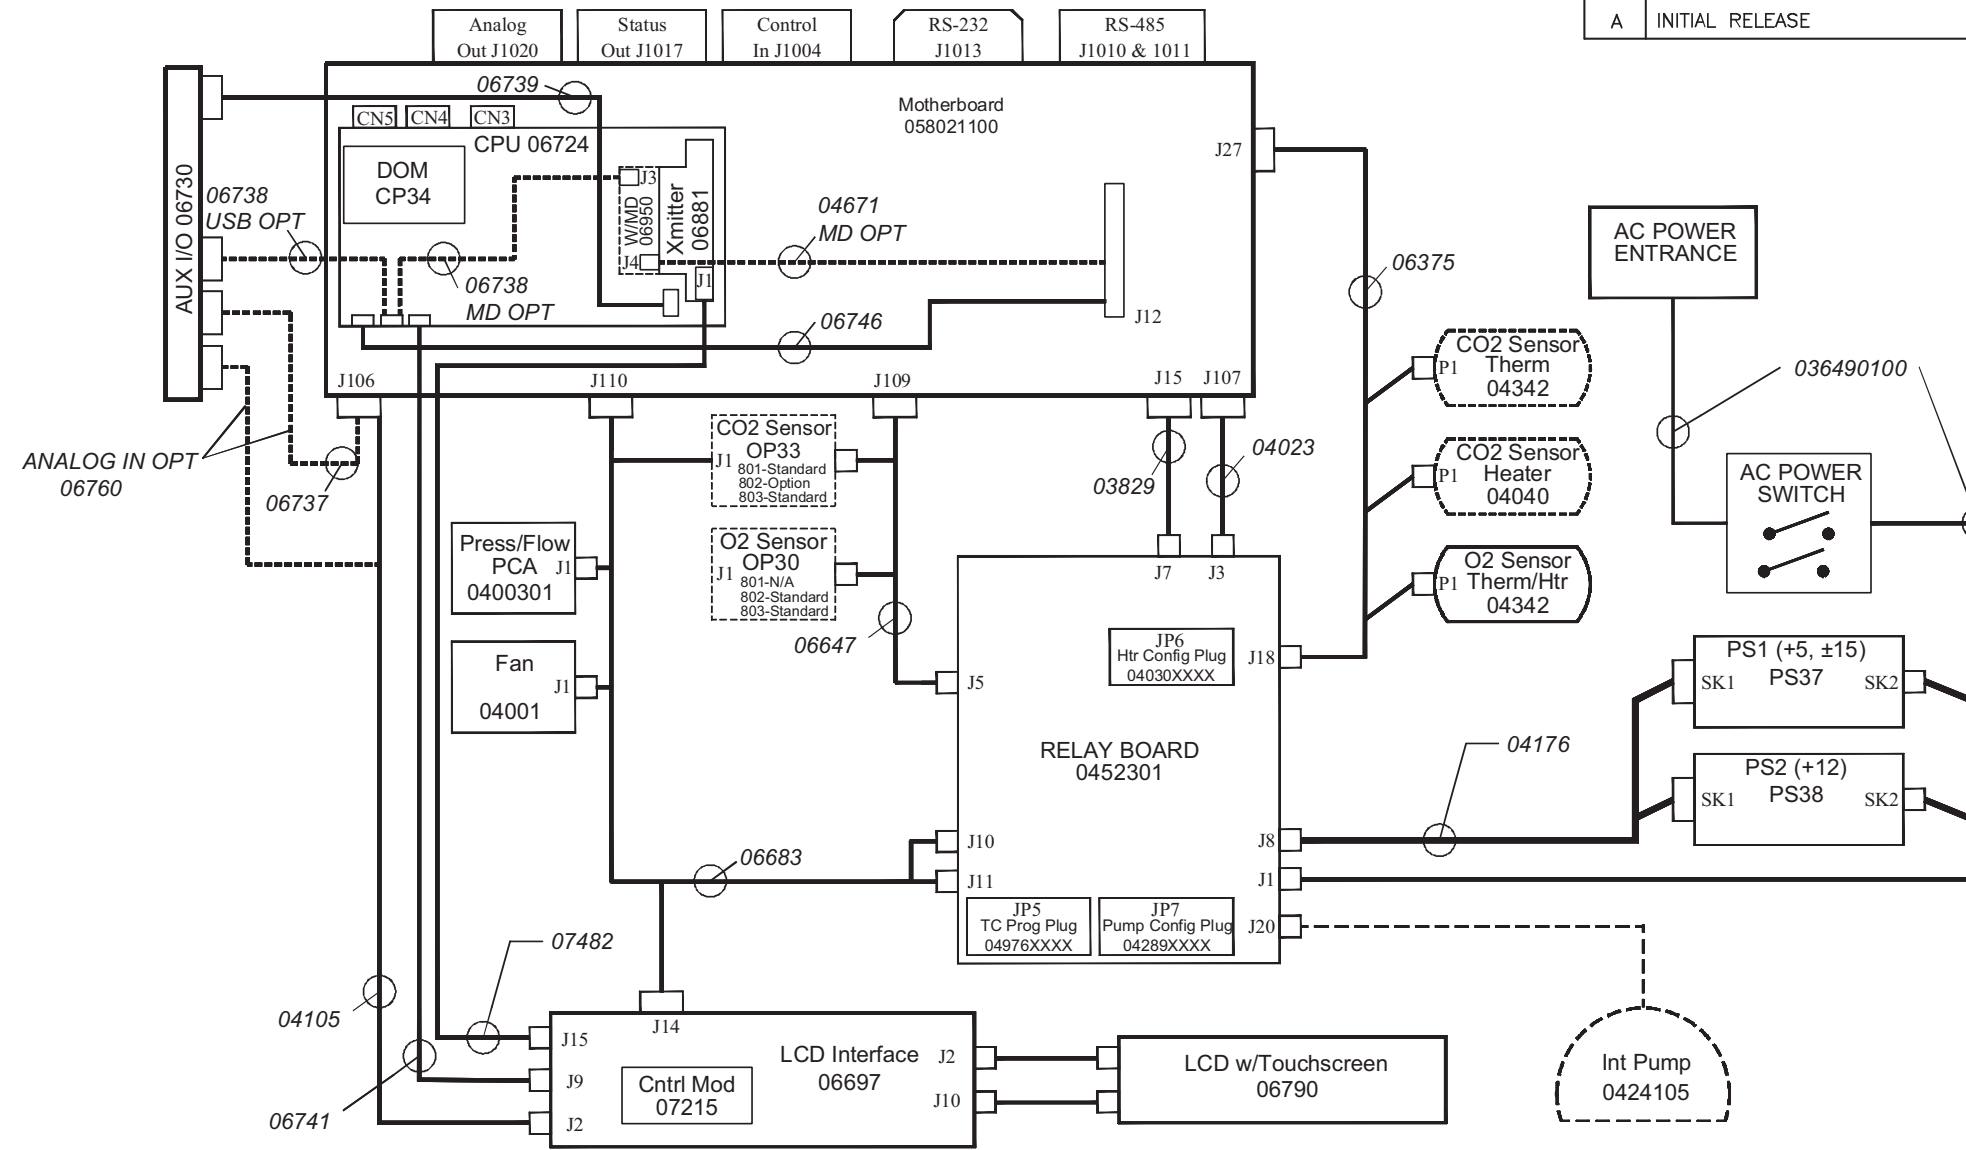 Analog
Out J1020
Status
Out J1017
Control
In J1004
RS-232
J1013
RS-485
J1010 & 1011
A INITIAL RELEASE
06739
Motherboard
058021100
CN5
CN4
CN3
CPU 06724
DOM
CP34
AUX I/O 06730
06738
USB OPT
J3
W/MD
06950
Xmitter
06881
J4
J1
04671
MD OPT
06738
MD OPT
06746
J12
J27
06375
AC POWER
ENTRANCE
036490100
AC POWER
SWITCH
CO2 Sensor
Therm
04342
P1
CO2 Sensor
Heater
04040
P1
O2 Sensor
Therm/Htr
04342
P1
J106
J110
J109
J15
J107
ANALOG IN OPT
06760
06737
CO2 Sensor
OP33
J1
801-Standard
802-Option
803-Standard
03829
04023
Press/Flow
PCA
J1
0400301
O2 Sensor
OP30
J1
801-N/A
802-Standard
803-Standard
06647
J7
J3
Fan
J1
04001
JP6
Htr Config Plug
04030XXXX
J18
J5
RELAY BOARD
0452301
PS1 (+5, ±15)
PS37
SK1
SK2
04176
PS2 (+12)
PS38
SK1
SK2
J8
J10
J11
J1
J20
06683
JP5
TC Prog Plug
04976XXXX
JP7
Pump Config Plug
04289XXXX
07482
04105
06741
J14
J15
J9
J2
LCD Interface
06697
Cntrl Mod
07215
J2
J10
LCD w/Touchscreen
06790
Int Pump
0424105